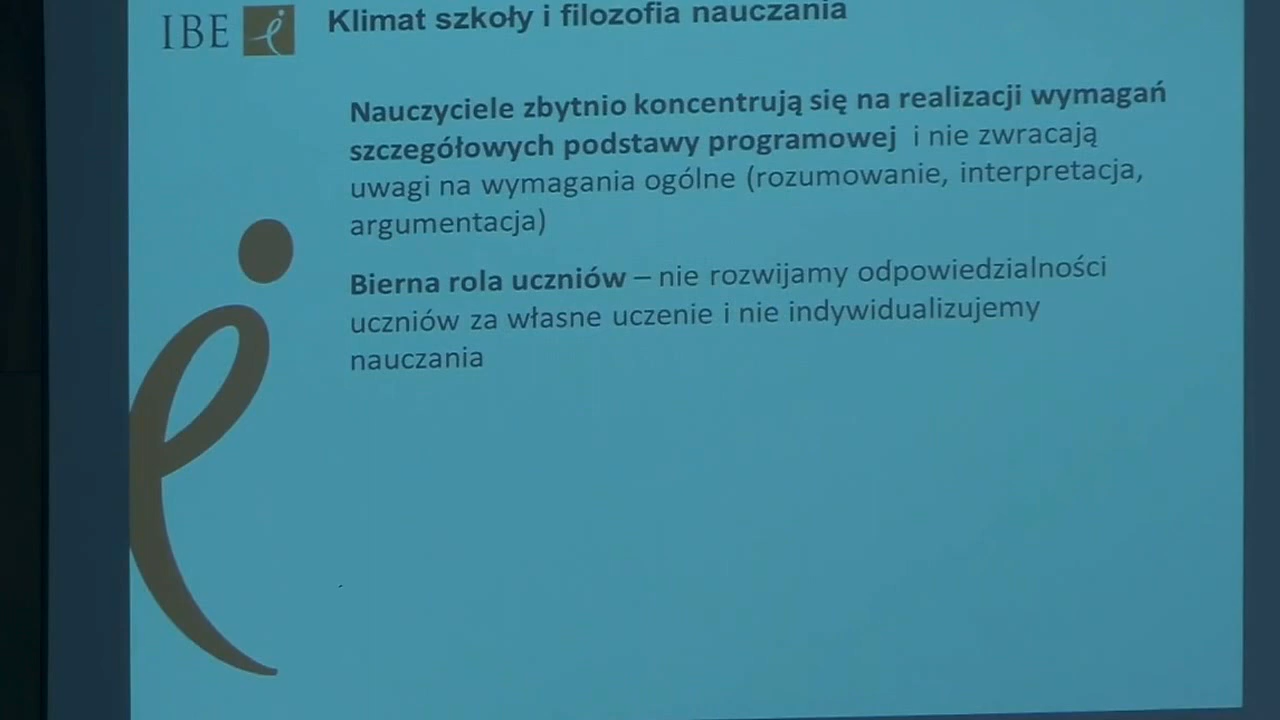 IBE
Klimat szkoły i filozofia nauczania
Nauczyciele zbytnio koncentrują się na realizacji wymagań
szczegółowych podstawy programowej i nie zwracają
uwagi na wymagania ogólne (rozumowanie, interpretacja,
argumentacja)
Bierna rola uczniów – nie rozwijamy odpowiedzialności
uczniów za własne uczenie i nie indywidualizujemy
nauczania